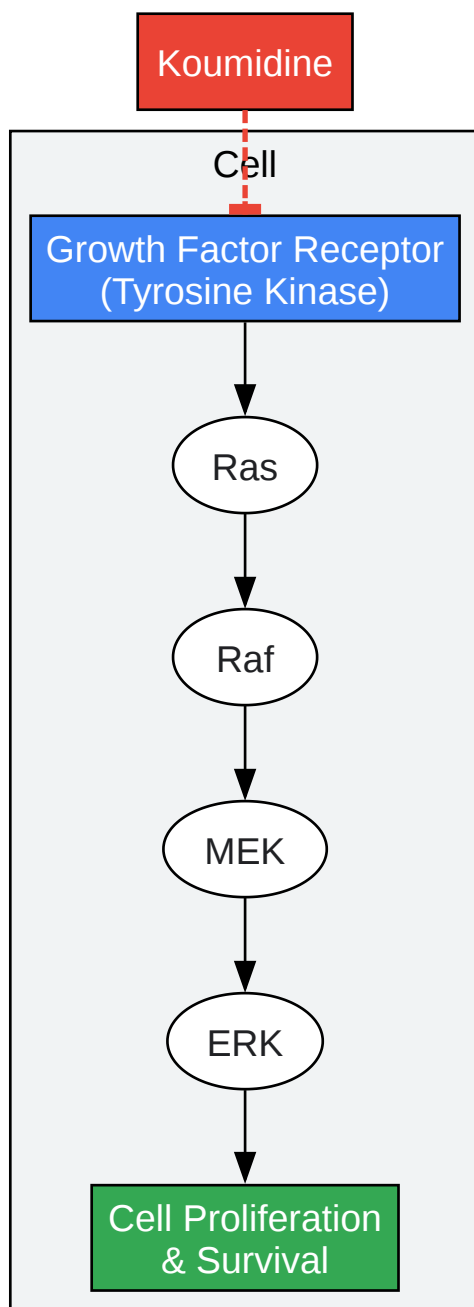 Koumidine
Cell
Growth Factor Receptor
(Tyrosine Kinase)
Ras
Raf
MEK
ERK
Cell Proliferation
& Survival